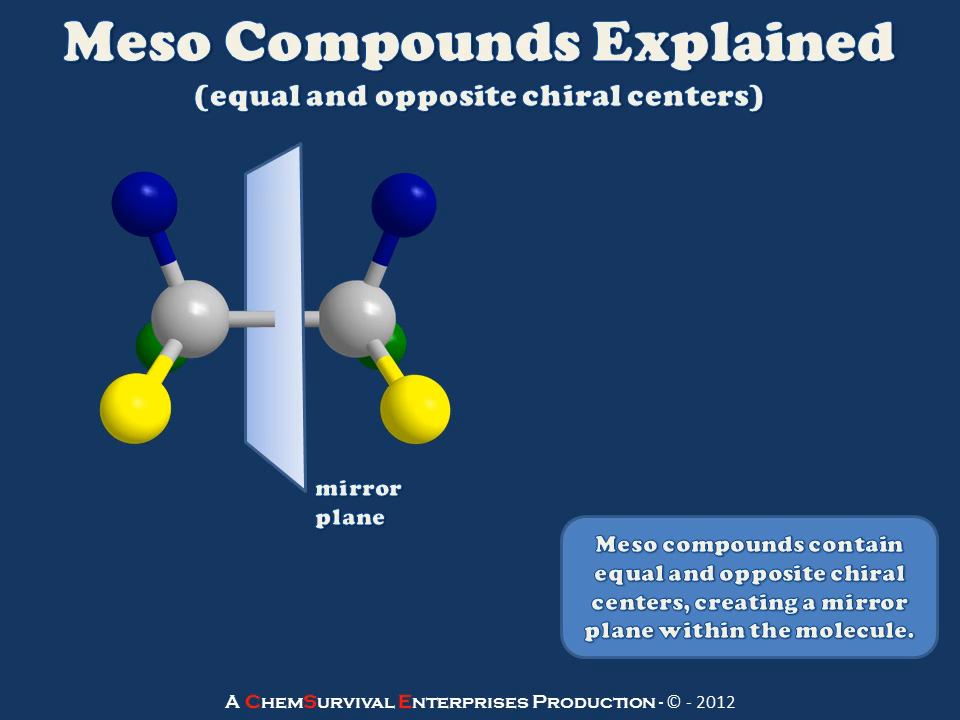 Meso Compounds Explained
(equal and opposite chiral centers)
mirror
plane
Meso compounds contain
equal and opposite chiral
centers, creating a mirror
plane within the molecule.
A ChemSurvival Enterprises Production - © - 2012